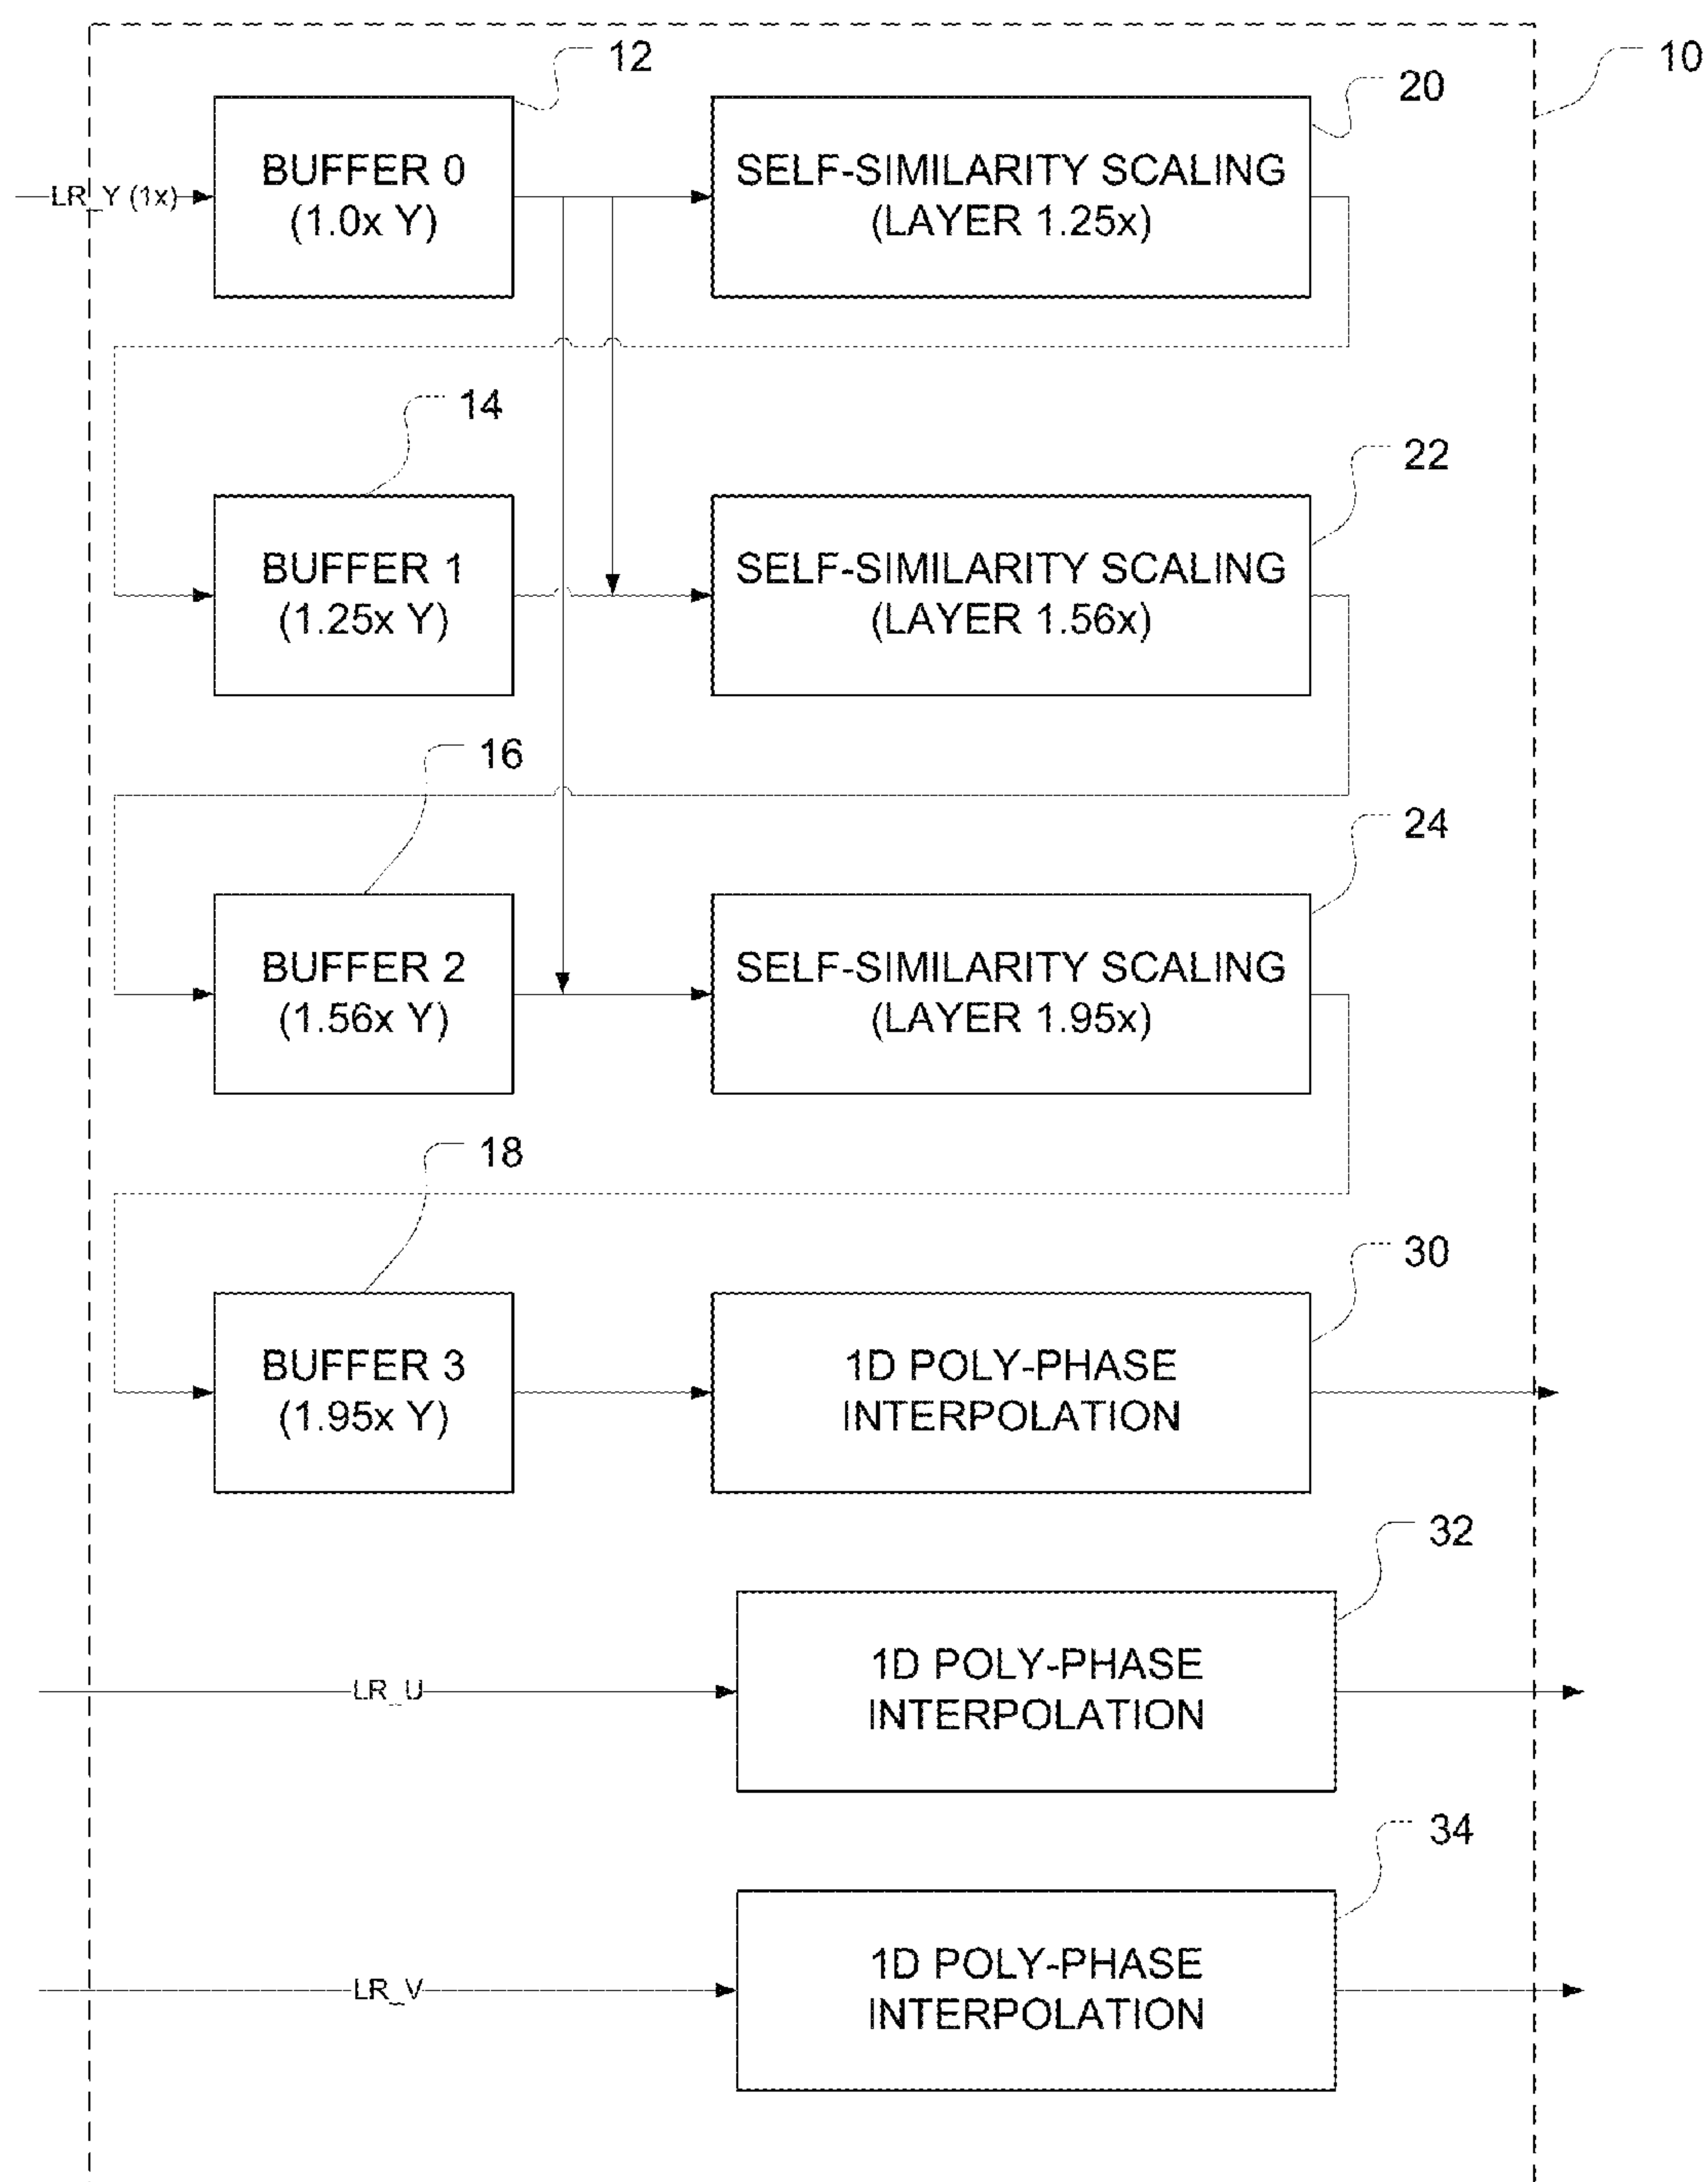 12
10
20
BUFFER 0
(1.0x Y)
SELF-SIMILARITY SCALING
(LAYER 1.25x)
LR_Y (1x)
14
22
BUFFER 1
(1.25x Y)
SELF-SIMILARITY SCALING
(LAYER 1.56x)
16
24
BUFFER 2
(1.56x Y)
SELF-SIMILARITY SCALING
(LAYER 1.95x)
18
30
BUFFER 3
(1.95x Y)
1D POLY-PHASE
INTERPOLATION
32
LR_U
1D POLY-PHASE
INTERPOLATION
34
LR_V
1D POLY-PHASE
INTERPOLATION